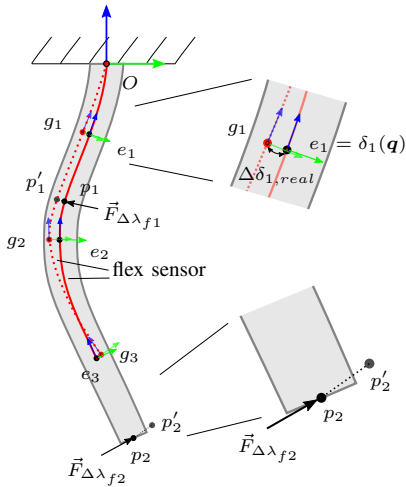 O
g₁
e₁
g₁
e₁ = δ₁(q)
Δδ₁,real
p′₁
p₁
F⃗Δλf1
g₂
e₂
flex sensor
g₃
e₃
p′₂
p₂
F⃗Δλf2
p′₂
p₂
F⃗Δλf2